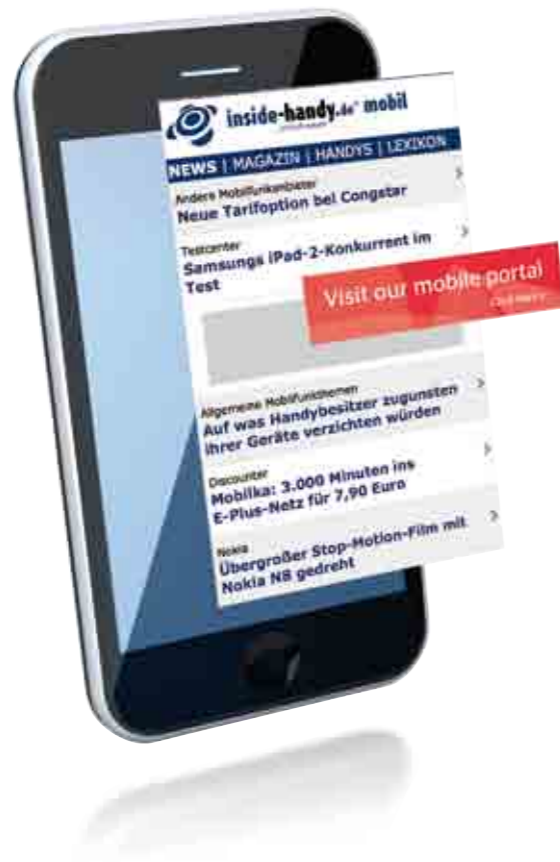 inside-handy.de mobil
NEWS | MAGAZIN | HANDYS | LEXIKON
Andere Mobilfunkanbieter
Neue Tarifoption bei Congstar
Testcenter
Samsungs iPad-2-Konkurrent im
Test
Visit our mobile portal
Allgemeine Mobilfunkthemen
Auf was Handybesitzer zugunsten
ihrer Geräte verzichten würden
Discounter
Mobilka: 3.000 Minuten ins
E-Plus-Netz für 7,90 Euro
Nokia
Übergroßer Stop-Motion-Film mit
Nokia N8 gedreht